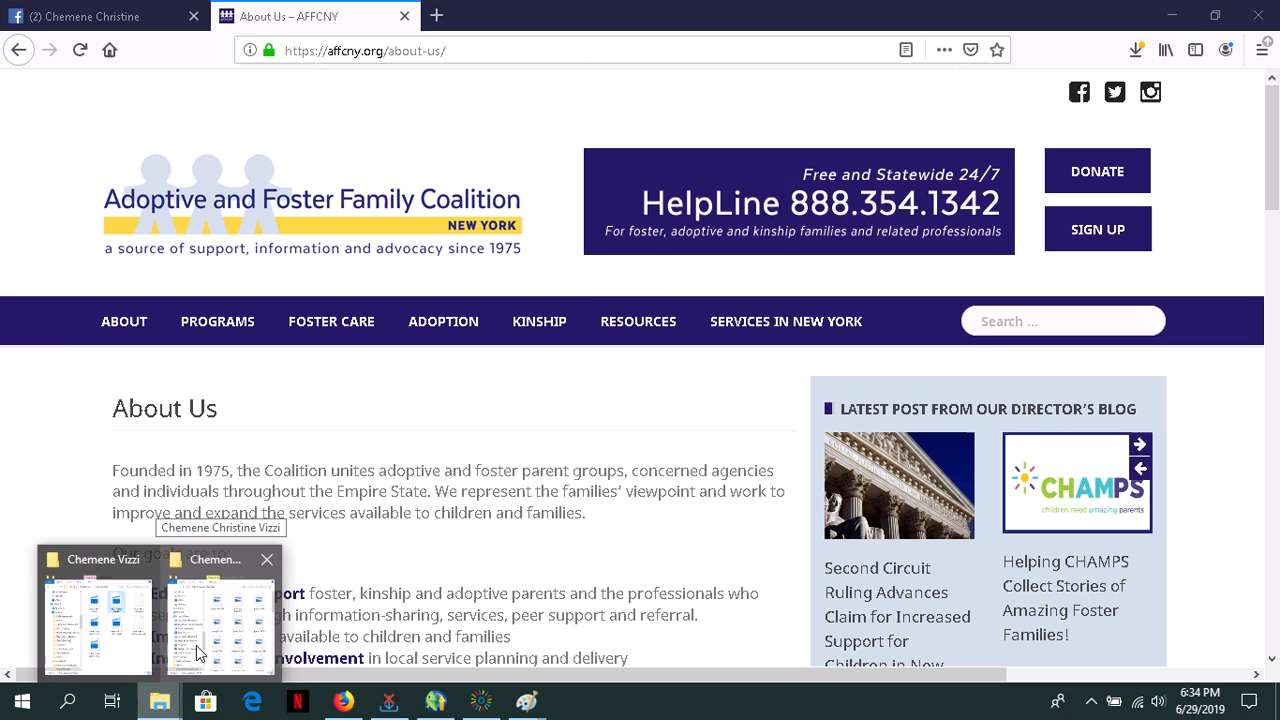 (2) Chemene Christine
About Us – AFFCNY
https://affcny.org/about-us/
Adoptive and Foster Family Coalition
NEW YORK
a source of support, information and advocacy since 1975
Free and Statewide 24/7
HelpLine 888.354.1342
For foster, adoptive and kinship families and related professionals
DONATE
SIGN UP
ABOUT PROGRAMS FOSTER CARE ADOPTION KINSHIP RESOURCES SERVICES IN NEW YORK
Search ...
About Us
Founded in 1975, the Coalition unites adoptive and foster parent groups, concerned agencies
and individuals throughout the Empire State. We represent the families' viewpoint and work to
improve and expand the services available to children and families.
Chemene Christine Vizzi
Our goals are to:
Chemene Vizzi
Chemen...
port foster, kinship and adoptive parents and the professionals who
gh information-sharing, services, peer support and referral.
available to children and families
nvolvement in local service planning and delivery
LATEST POST FROM OUR DIRECTOR'S BLOG
Second Circuit
Ruling Advances
Claim for Increased
Support for
Children in New
CHAMPS
children need amazing parents
Helping CHAMPS
Collect Stories of
Amazing Foster
Families!
6:34 PM
6/29/2019